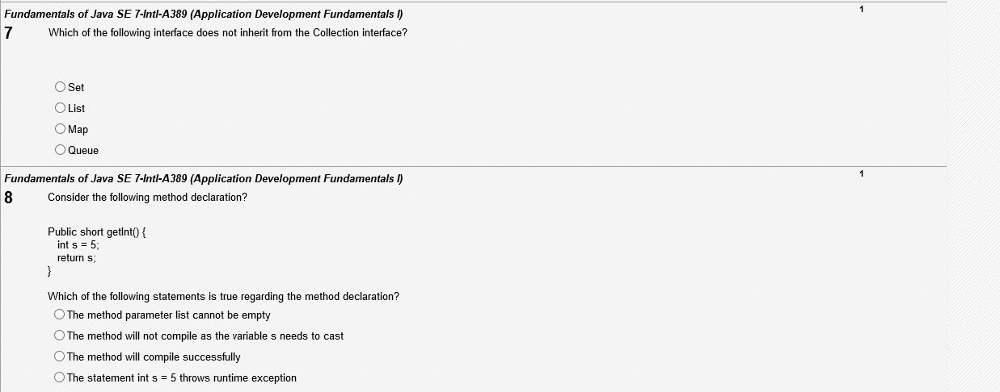 Fundamentals of Java SE 7-Intl-A389 (Application Development Fundamentals I) 1
7 Which of the following interface does not inherit from the Collection interface?
Set
List
Map
Queue
Fundamentals of Java SE 7-Intl-A389 (Application Development Fundamentals I) 1
8 Consider the following method declaration?
Public short getInt() {
int s = 5;
return s;
}
Which of the following statements is true regarding the method declaration?
The method parameter list cannot be empty
The method will not compile as the variable s needs to cast
The method will compile successfully
The statement int s = 5 throws runtime exception